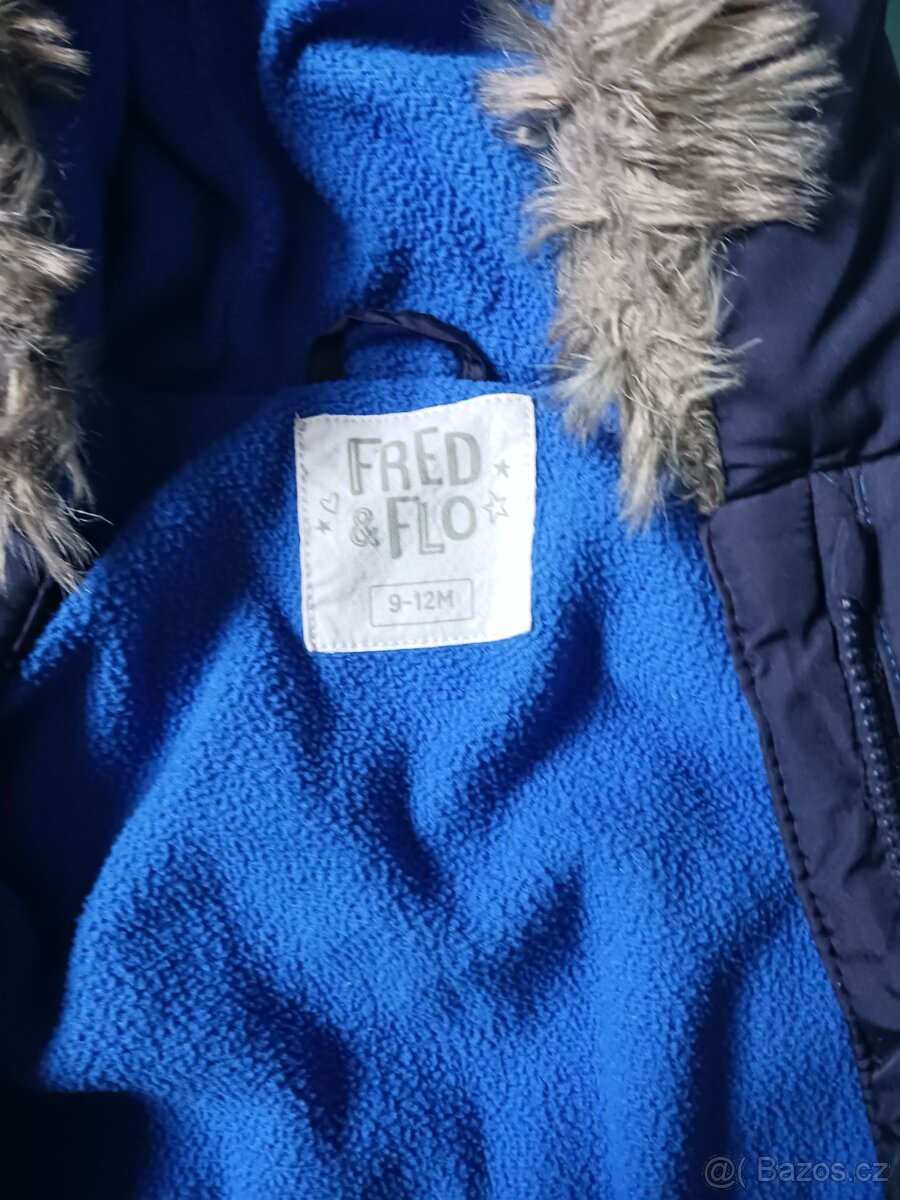 FRED
& FLO
9-12M
@( Bazos.cz